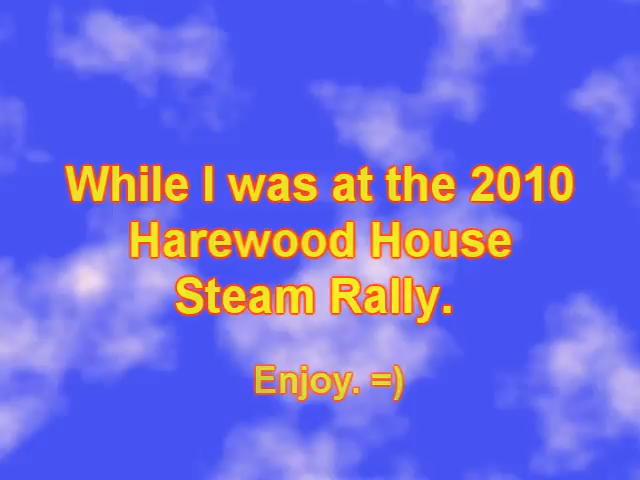 While I was at the 2010
Harewood House
Steam Rally.
Enjoy. =)